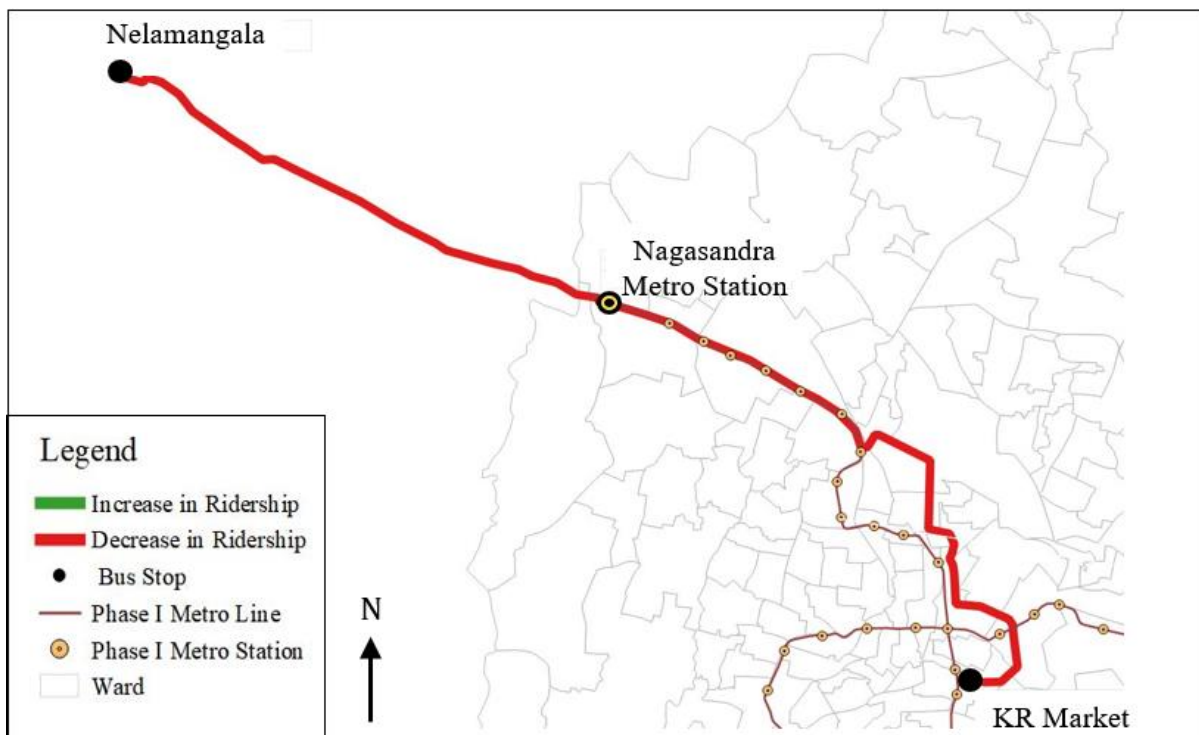 Nelamangala
Nagasandra
Metro Station
Legend
Increase in Ridership
Decrease in Ridership
Bus Stop
Phase I Metro Line
Phase I Metro Station
Ward
N
KR Market